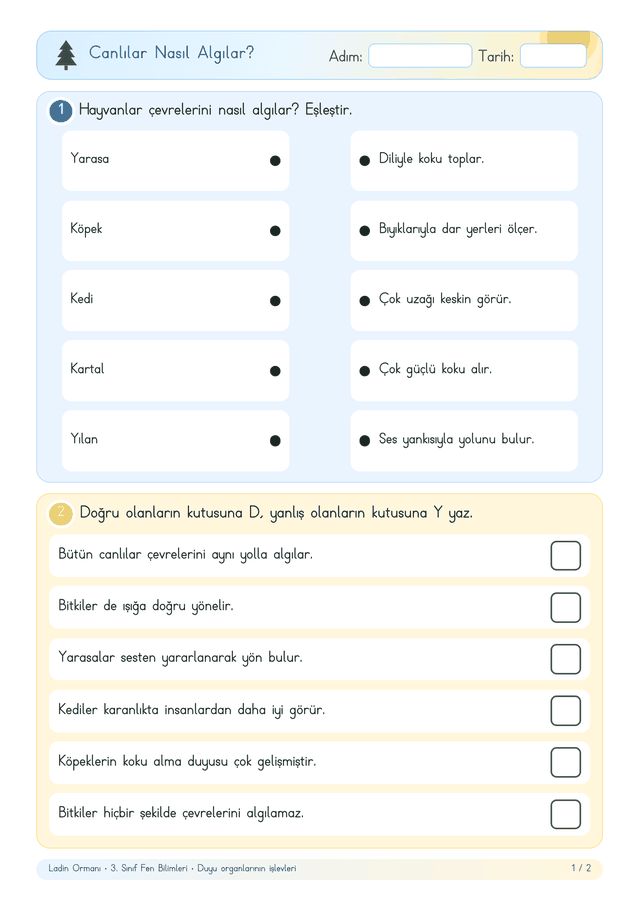 Canlılar Nasıl Algılar?
Adım:
Tarih:
1 Hayvanlar çevrelerini nasıl algılar? Eşleştir.
Yarasa
Diliyle koku toplar.
Köpek
Bıyıklarıyla dar yerleri ölçer.
Kedi
Çok uzağı keskin görür.
Kartal
Çok güçlü koku alır.
Yılan
Ses yankısıyla yolunu bulur.
2 Doğru olanların kutusuna D, yanlış olanların kutusuna Y yaz.
Bütün canlılar çevrelerini aynı yolla algılar.
Bitkiler de ışığa doğru yönelir.
Yarasalar sesten yararlanarak yön bulur.
Kediler karanlıkta insanlardan daha iyi görür.
Köpeklerin koku alma duyusu çok gelişmiştir.
Bitkiler hiçbir şekilde çevrelerini algılamaz.
Ladin Ormanı • 3. Sınıf Fen Bilimleri • Duyu organlarının işlevleri
1 / 2